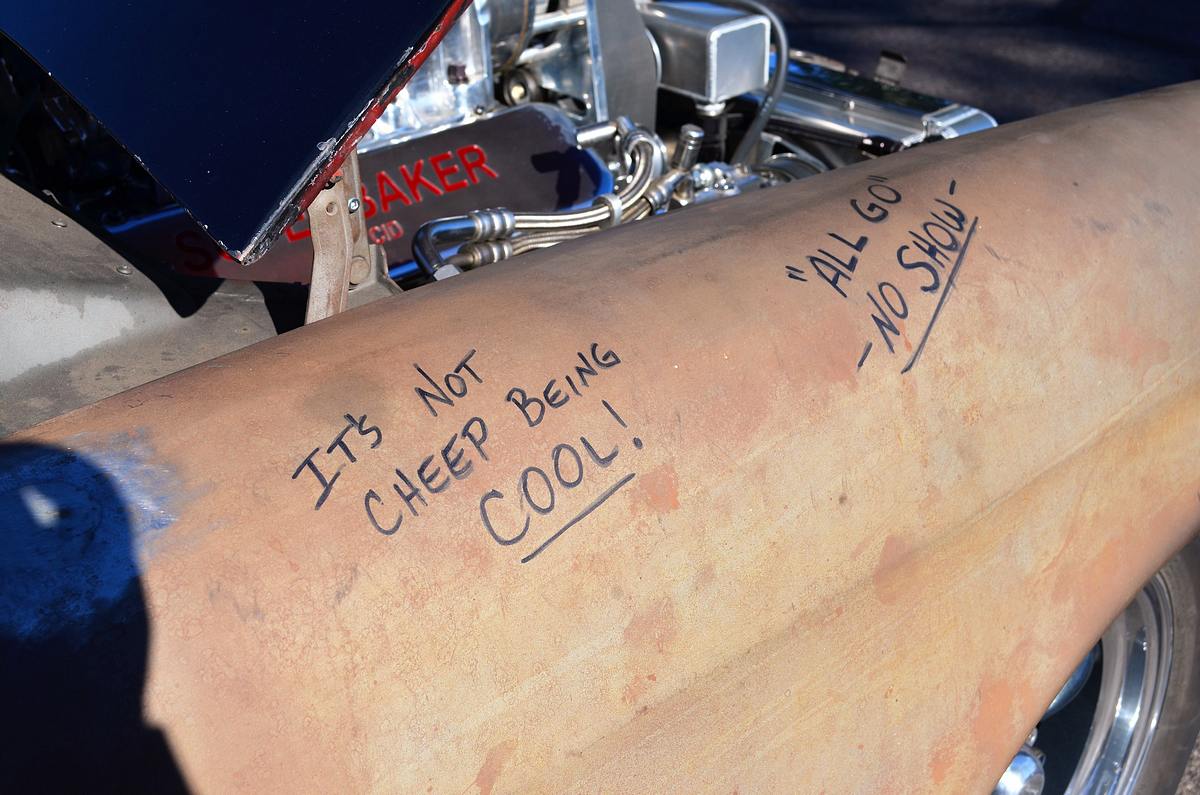 BAKER
CID
"ALL GO"
- NO SHOW -
IT'S NOT
CHEEP BEING
COOL!